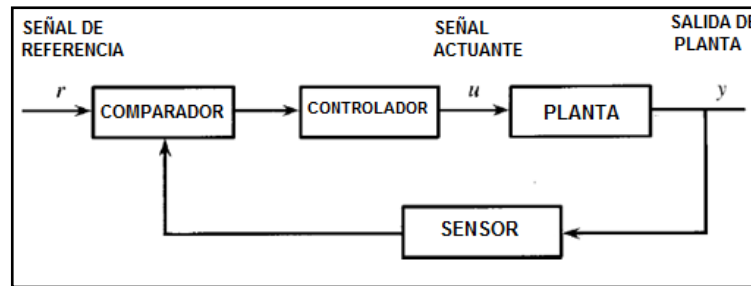 SEÑAL DE
REFERENCIA
SEÑAL
ACTUANTE
SALIDA DE
PLANTA
r
COMPARADOR
CONTROLADOR
u
PLANTA
y
SENSOR